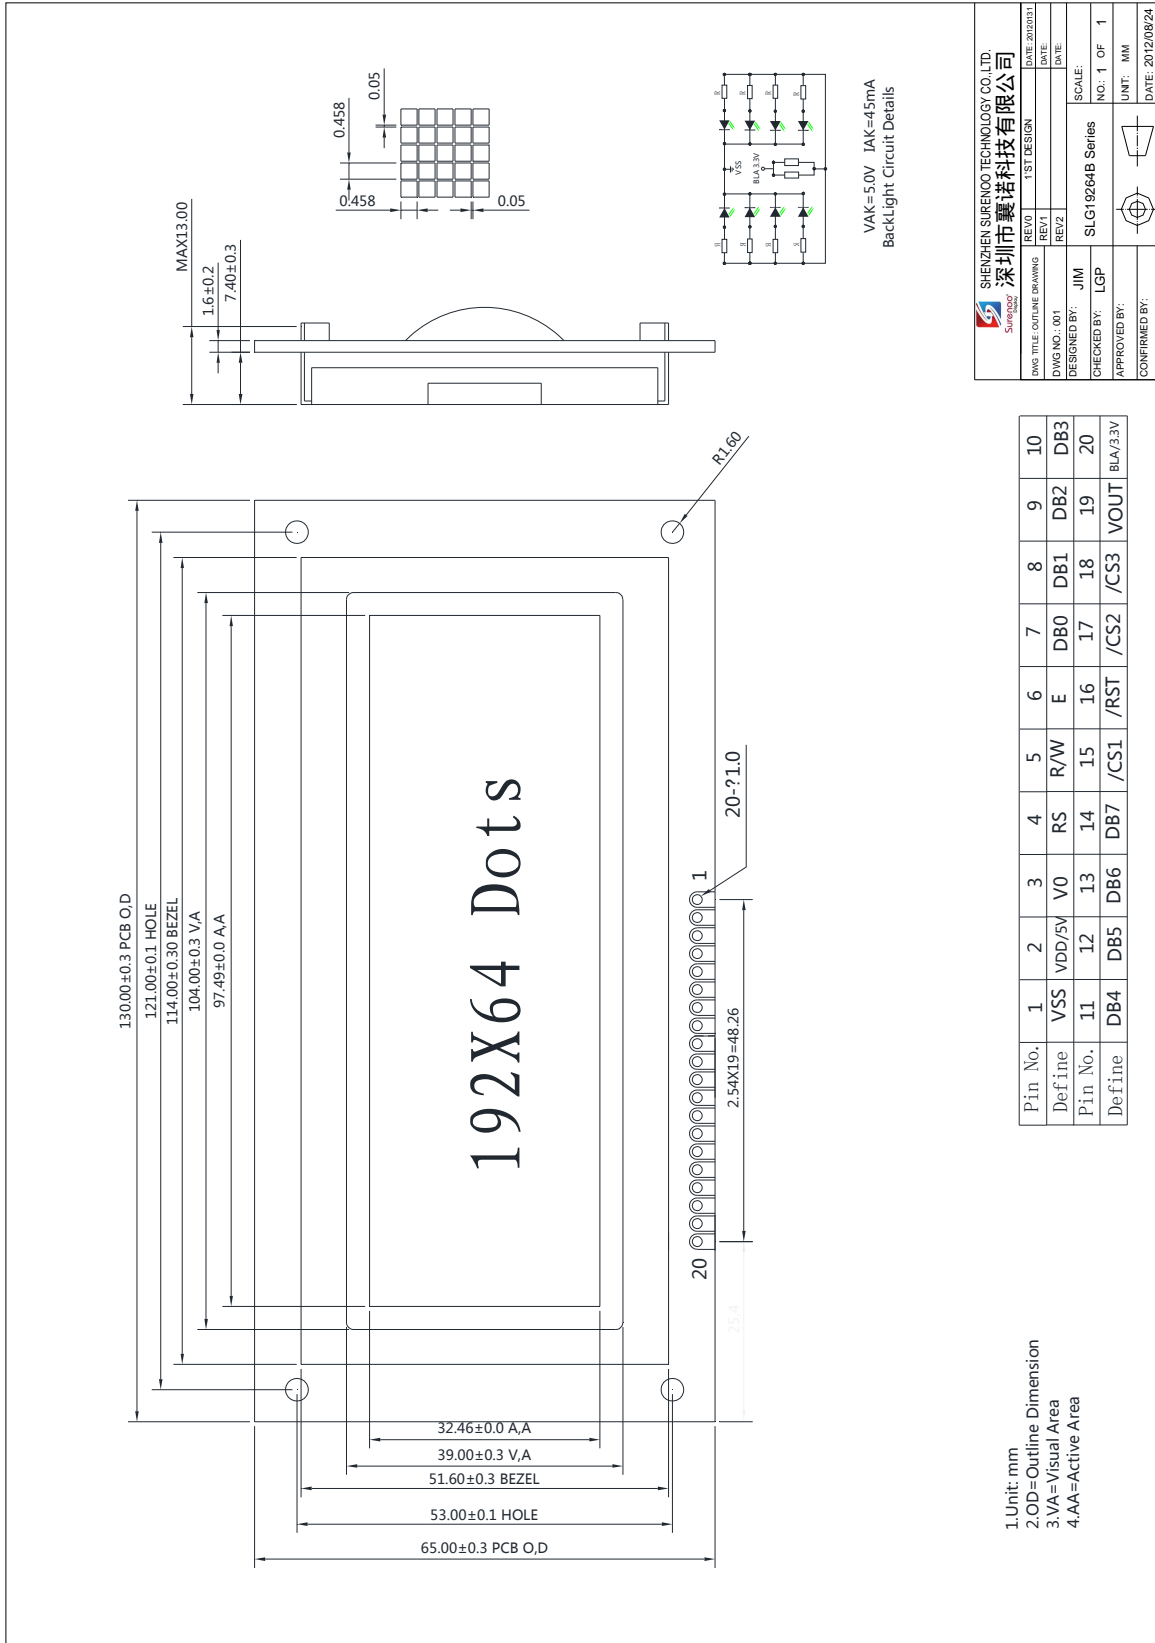 MAX13.00
1.6±0.2
7.40±0.3
0.05
0.458
0.458
0.05
R
R
R
R
VSS
BLA3.3V
R
R
R
R
VAK=5.0V IAK=45mA
BackLight Circuit Details
130.00±0.3 PCB O,D
121.00±0.1 HOLE
114.00±0.30 BEZEL
104.00±0.3 V,A
97.49±0.0 A,A
R1.60
192X64 Dots
20-?1.0
1
20
2.54X19=48.26
25.4
32.46±0.0 A,A
39.00±0.3 V,A
51.60±0.3 BEZEL
53.00±0.1 HOLE
65.00±0.3 PCB O,D
Pin No. 1 2 3 4 5 6 7 8 9 10
Define VSS VDD/5V V0 RS R/W E DB0 DB1 DB2 DB3
Pin No. 11 12 13 14 15 16 17 18 19 20
Define DB4 DB5 DB6 DB7 /CS1 /RST /CS2 /CS3 VOUT BLA/3.3V
1.Unit: mm
2.OD=Outline Dimension
3.VA=Visual Area
4.AA=Active Area
Surenoo
Display
SHENZHEN SURENOO TECHNOLOGY CO.,LTD.
深圳市襄诺科技有限公司
DWG TITLE: OUTLINE DRAWING REV0 1'ST DESIGN DATE: 20120131
DWG NO.: 001 REV1 DATE:
REV2 DATE:
DESIGNED BY: JIM SLG19264B Series SCALE:
CHECKED BY: LGP NO.: 1 OF 1
APPROVED BY: UNIT: MM
CONFIRMED BY: DATE: 2012/08/24